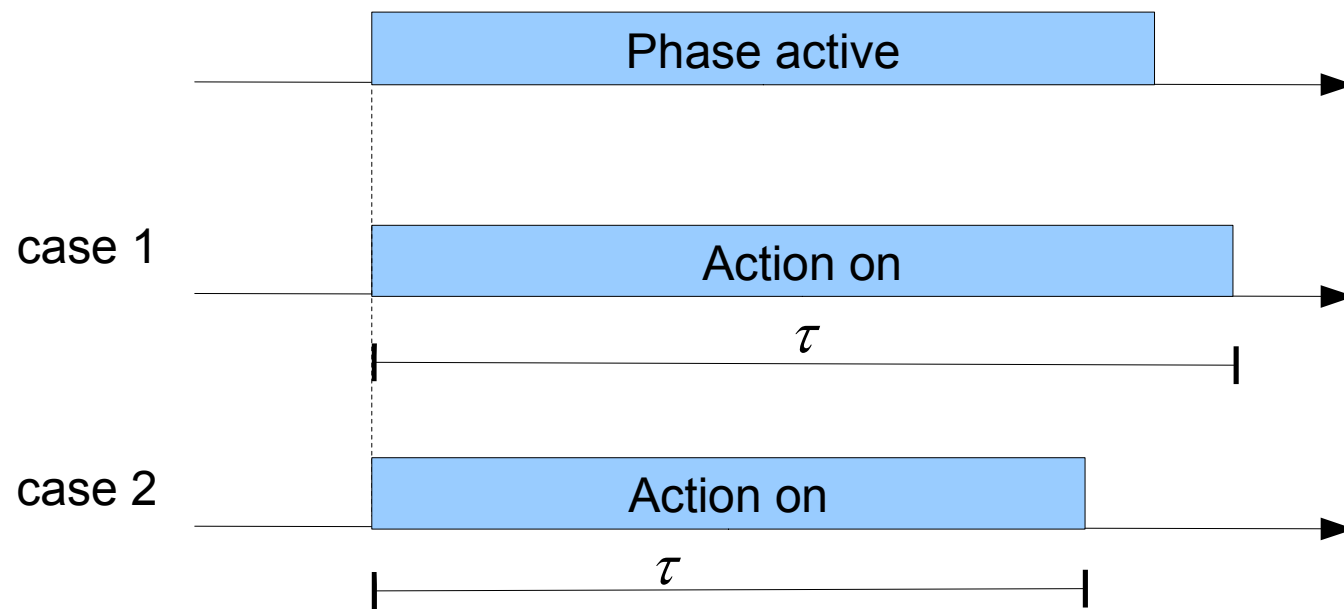 Phase active
case 1
Action on
τ
case 2
Action on
τ